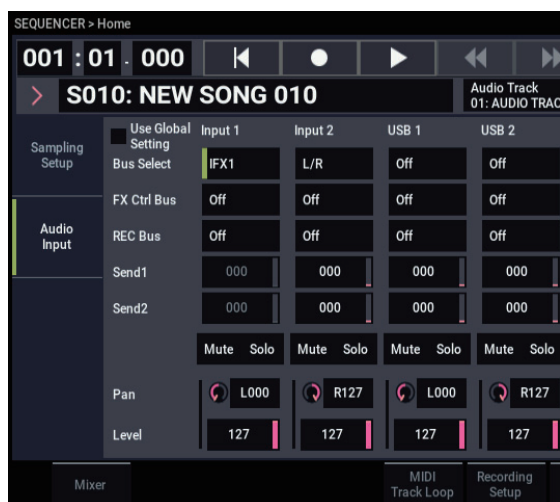 SEQUENCER > Home
001 : 01 . 000
S010: NEW SONG 010
Audio Track
01: AUDIO TRAC
Sampling
Setup
Audio
Input
Use Global
Setting
Input 1 Input 2 USB 1 USB 2
Bus Select IFX1 L/R Off Off
FX Ctrl Bus Off Off Off Off
REC Bus Off Off Off Off
Send1 000 000 000 000
Send2 000 000 000 000
Mute Solo Mute Solo Mute Solo Mute Solo
Pan L000 R127 L000 R127
Level 127 127 127 127
Mixer
MIDI
Track Loop
Recording
Setup